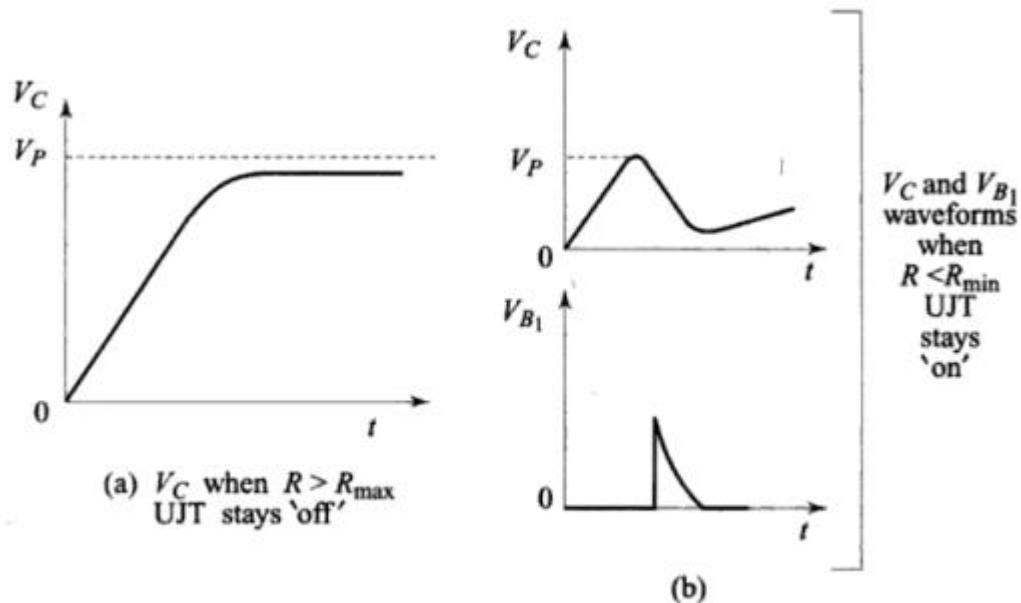 V_C
V_P
0
t
(a) V_C when R > R_max
UJT stays 'off'
V_C
V_P
0
t
V_B1
0
t
(b)
V_C and V_B1
waveforms
when
R < R_min
UJT
stays
'on'